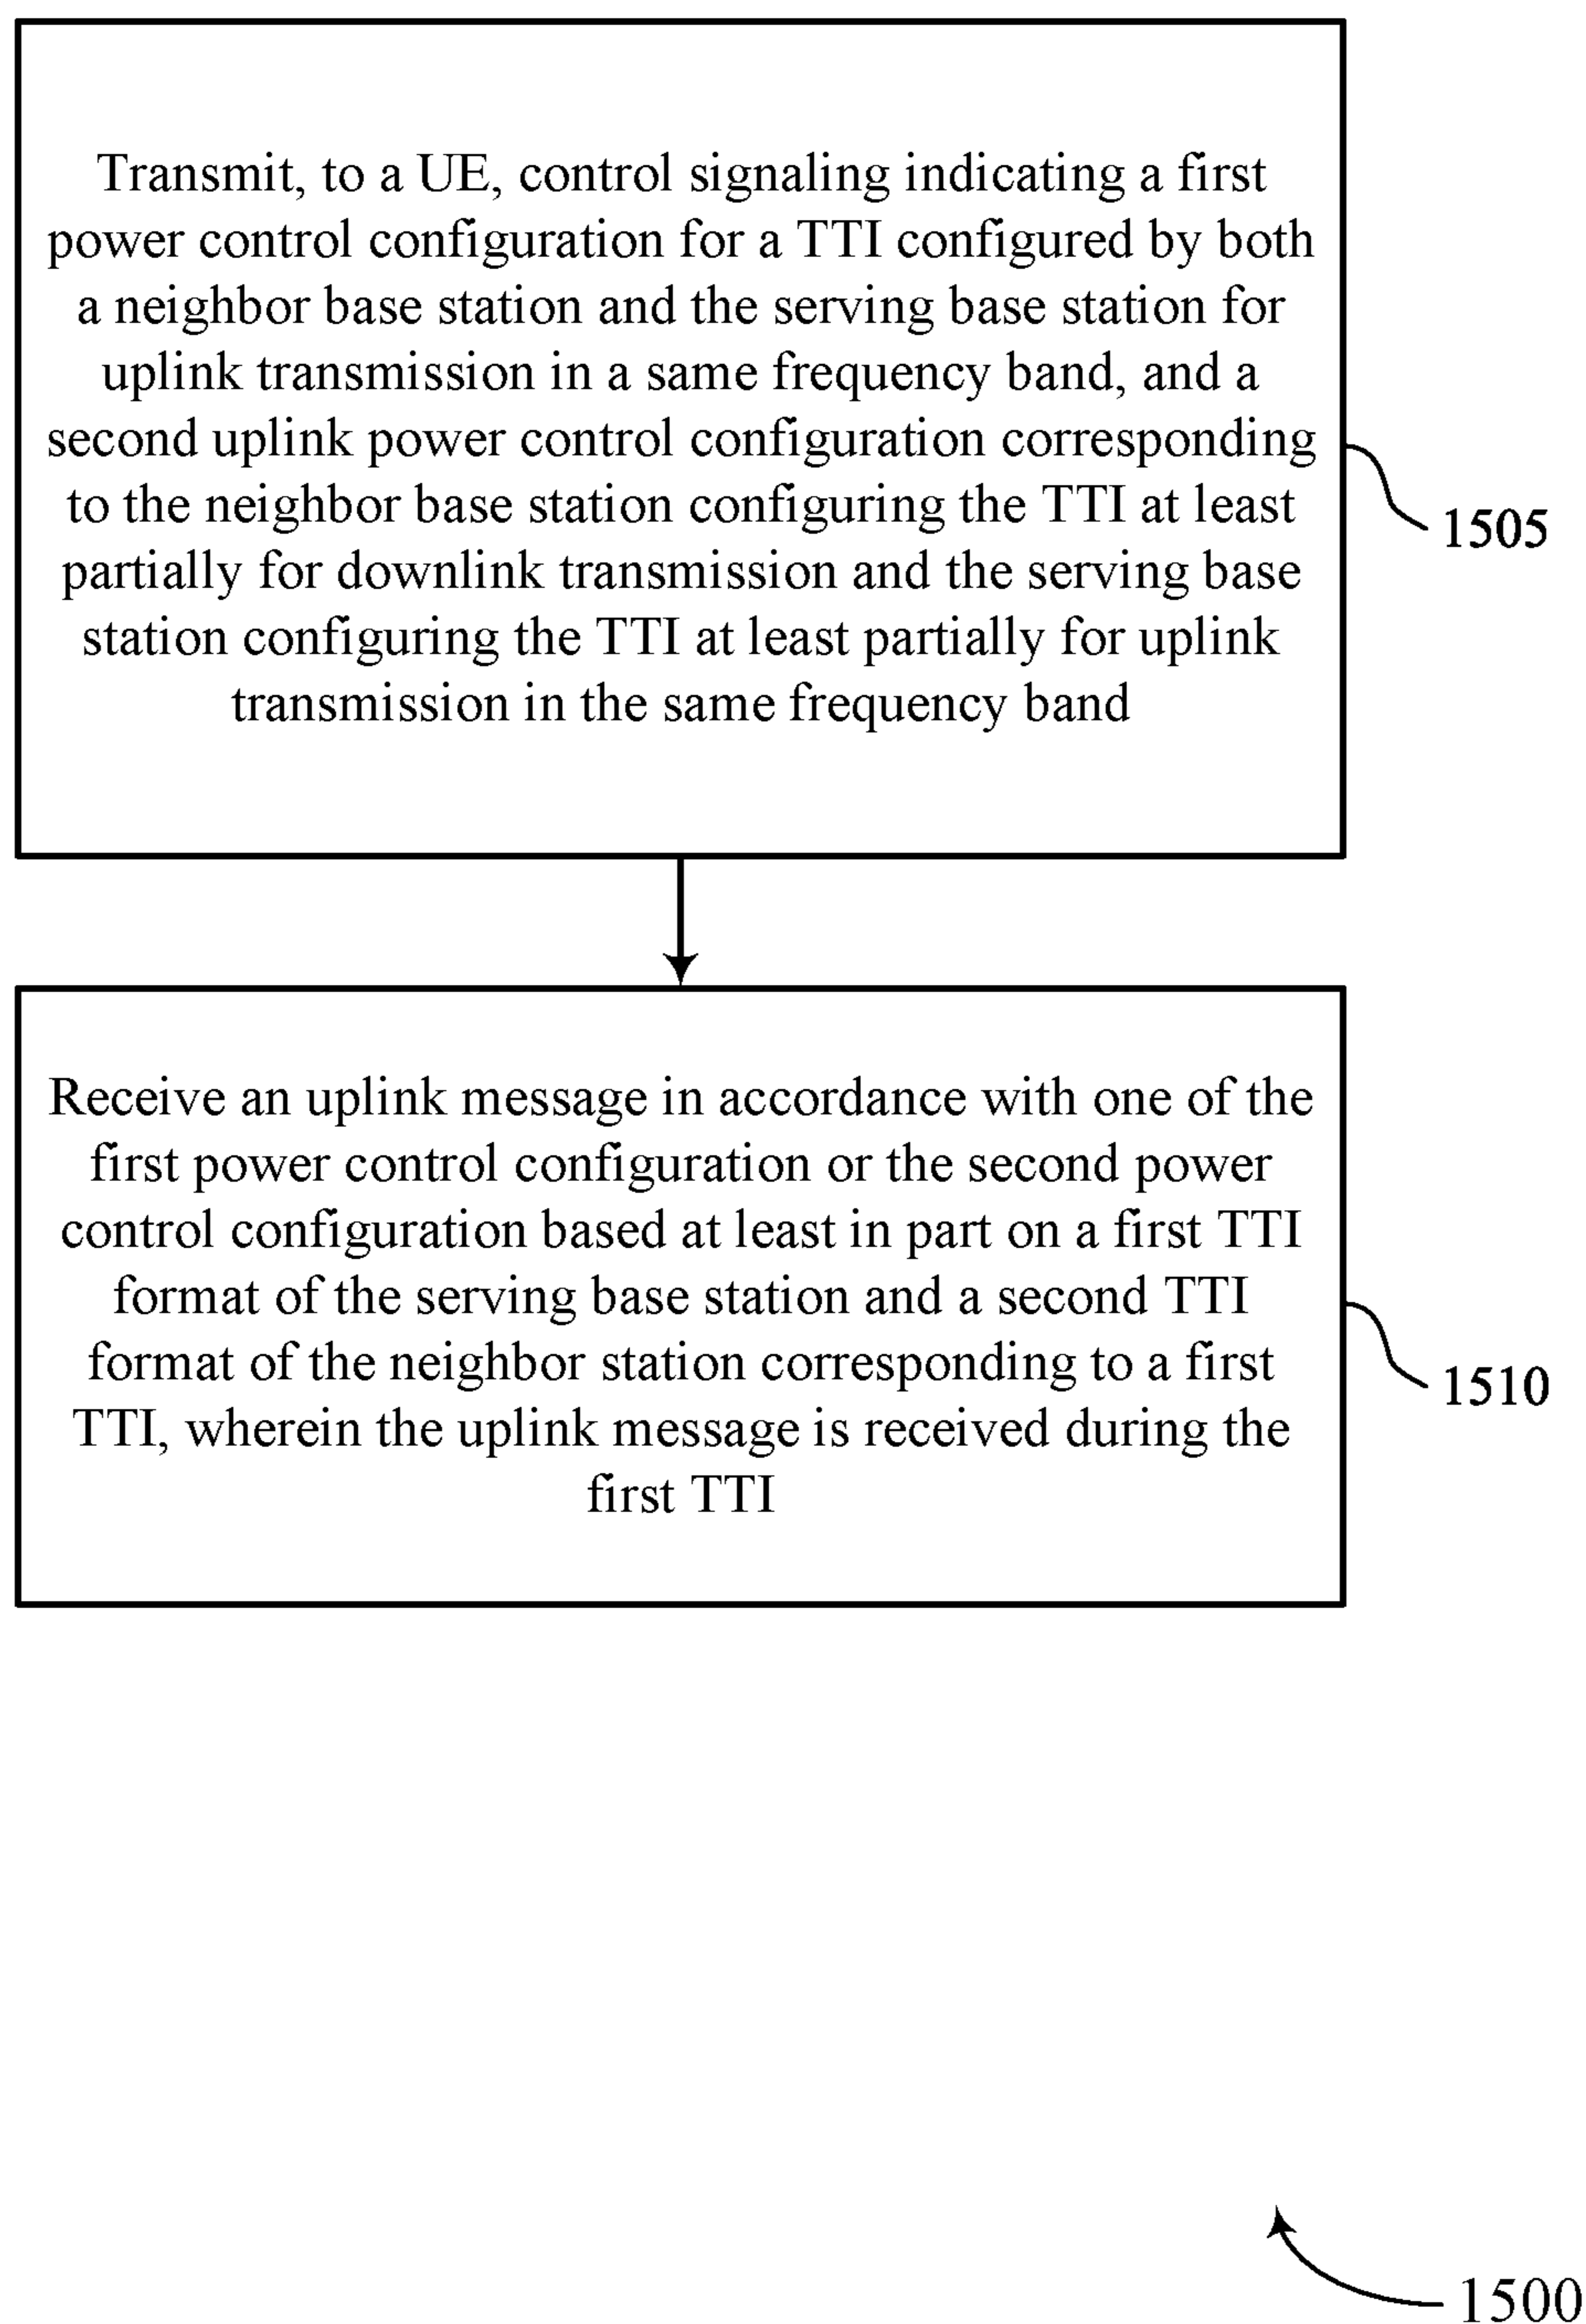 Transmit, to a UE, control signaling indicating a first
power control configuration for a TTI configured by both
a neighbor base station and the serving base station for
uplink transmission in a same frequency band, and a
second uplink power control configuration corresponding
to the neighbor base station configuring the TTI at least
partially for downlink transmission and the serving base
station configuring the TTI at least partially for uplink
transmission in the same frequency band
1505
Receive an uplink message in accordance with one of the
first power control configuration or the second power
control configuration based at least in part on a first TTI
format of the serving base station and a second TTI
format of the neighbor station corresponding to a first
TTI, wherein the uplink message is received during the
first TTI
1510
1500